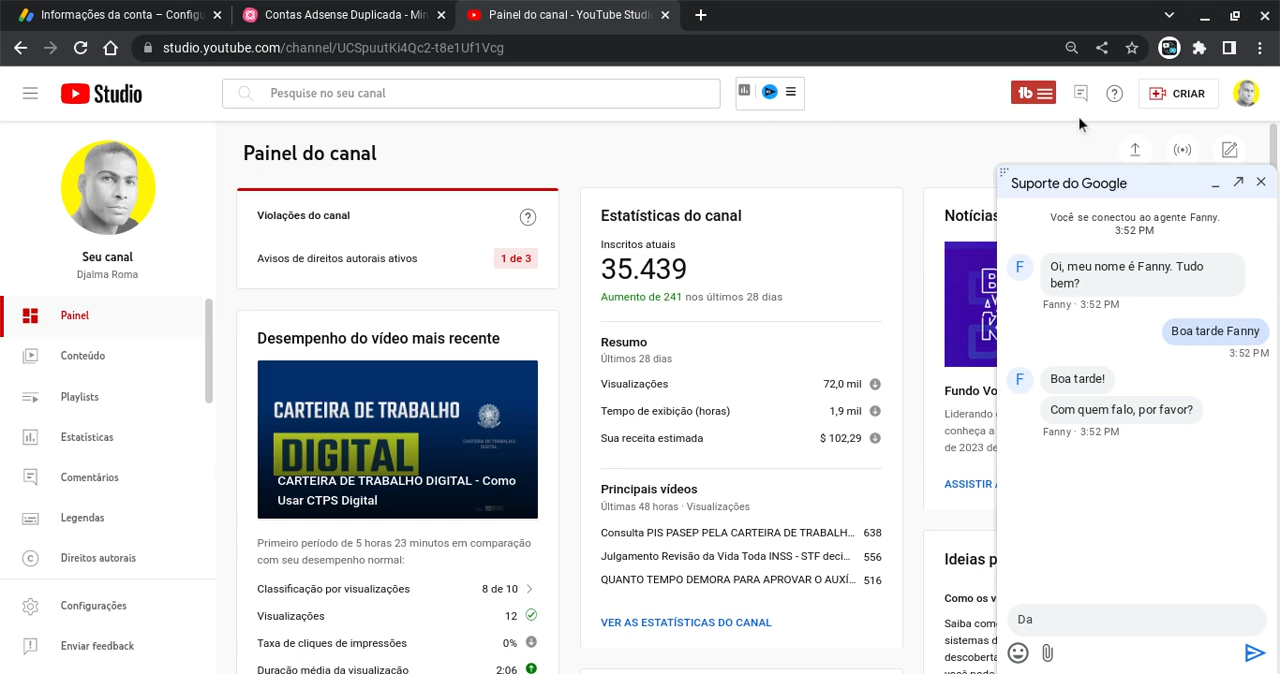 Informações da conta – Configu
Contas Adsense Duplicada - Min
Painel do canal - YouTube Studi
studio.youtube.com/channel/UCSpuutKi4Qc2-t8e1Uf1Vcg
Studio
Pesquise no seu canal
tb
CRIAR
Seu canal
Djalma Roma
Painel
Conteúdo
Playlists
Estatísticas
Comentários
Legendas
Direitos autorais
Configurações
Enviar feedback
Painel do canal
Violações do canal
Avisos de direitos autorais ativos 1 de 3
Desempenho do vídeo mais recente
CARTEIRA DE TRABALHO
DIGITAL
CARTEIRA DE TRABALHO DIGITAL - Como
Usar CTPS Digital
Primeiro período de 5 horas 23 minutos em comparação
com seu desempenho normal:
Classificação por visualizações 8 de 10
Visualizações 12
Taxa de cliques de impressões 0%
Duração média da visualização 2:06
Estatísticas do canal
Inscritos atuais
35.439
Aumento de 241 nos últimos 28 dias
Resumo
Últimos 28 dias
Visualizações 72,0 mil
Tempo de exibição (horas) 1,9 mil
Sua receita estimada $ 102,29
Principais vídeos
Últimas 48 horas · Visualizações
Consulta PIS PASEP PELA CARTEIRA DE TRABALH... 638
Julgamento Revisão da Vida Toda INSS - STF deci... 556
QUANTO TEMPO DEMORA PARA APROVAR O AUXÍ... 516
VER AS ESTATÍSTICAS DO CANAL
Notícias
Fundo Vo
Liderando
conheça a
de 2023 de
ASSISTIR A
Ideias p
Como os v
Saiba com
sistemas d
descoberta
Suporte do Google
Você se conectou ao agente Fanny.
3:52 PM
F
Oi, meu nome é Fanny. Tudo
bem?
Fanny · 3:52 PM
Boa tarde Fanny
3:52 PM
F
Boa tarde!
Com quem falo, por favor?
Fanny · 3:52 PM
Da